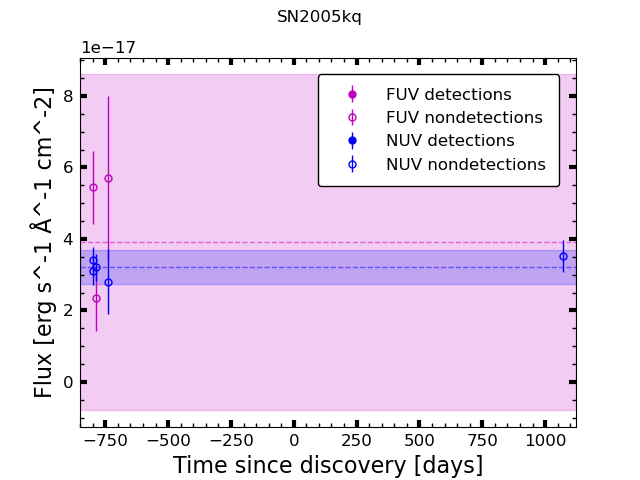 SN2005kq
1e−17
FUV detections
FUV nondetections
NUV detections
NUV nondetections
8
6
4
2
0
Flux [erg s^-1 Å^-1 cm^-2]
−750 −500 −250 0 250 500 750 1000
Time since discovery [days]